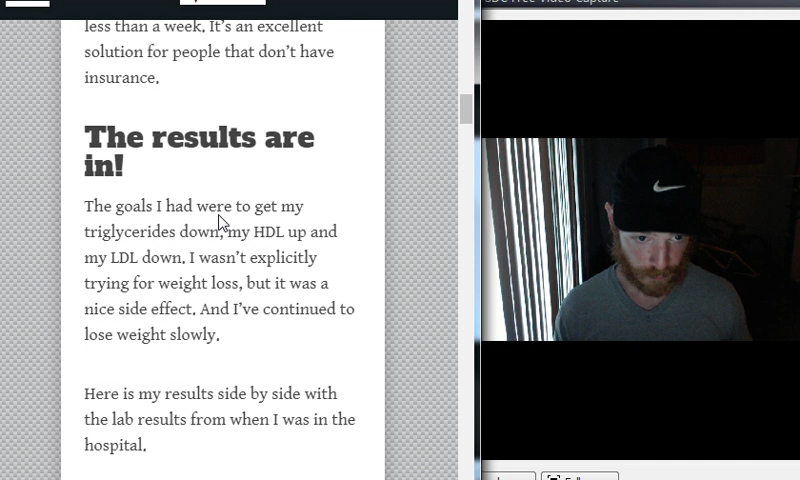 less than a week. It's an excellent
solution for people that don't have
insurance.
The results are
in!
The goals I had were to get my
triglycerides down, my HDL up and
my LDL down. I wasn't explicitly
trying for weight loss, but it was a
nice side effect. And I've continued to
lose weight slowly.
Here is my results side by side with
the lab results from when I was in the
hospital.